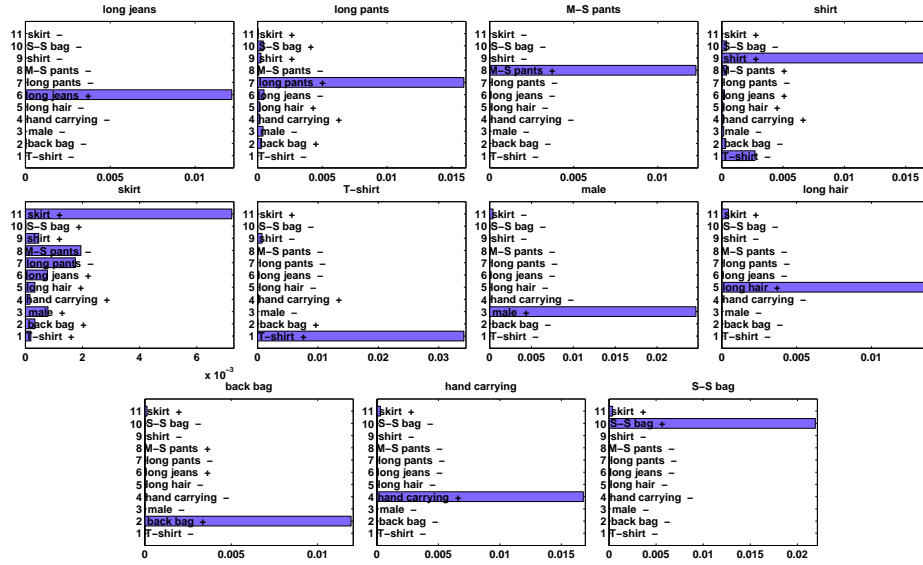 long jeans
11 skirt −
10 S−S bag −
9 shirt −
8 M−S pants −
7 long pants −
6 long jeans +
5 long hair −
4 hand carrying −
3 male −
2 back bag −
1 T−shirt −
0 0.005 0.01
long pants
11 skirt +
10 S−S bag +
9 shirt +
8 M−S pants −
7 long pants +
6 long jeans −
5 long hair +
4 hand carrying +
3 male −
2 back bag +
1 T−shirt −
0 0.005 0.01 0.015
M−S pants
11 skirt −
10 S−S bag −
9 shirt −
8 M−S pants +
7 long pants −
6 long jeans −
5 long hair −
4 hand carrying −
3 male −
2 back bag −
1 T−shirt −
0 0.005 0.01
shirt
11 skirt +
10 S−S bag −
9 shirt +
8 M−S pants +
7 long pants −
6 long jeans +
5 long hair +
4 hand carrying +
3 male −
2 back bag −
1 T−shirt −
0 0.005 0.01 0.015
skirt
11 skirt +
10 S−S bag +
9 shirt +
8 M−S pants −
7 long pants −
6 long jeans +
5 long hair +
4 hand carrying +
3 male +
2 back bag +
1 T−shirt +
0 2 4 6
x 10−3
T−shirt
11 skirt +
10 S−S bag −
9 shirt −
8 M−S pants −
7 long pants −
6 long jeans −
5 long hair −
4 hand carrying +
3 male −
2 back bag +
1 T−shirt +
0 0.01 0.02 0.03
male
11 skirt −
10 S−S bag −
9 shirt −
8 M−S pants −
7 long pants −
6 long jeans −
5 long hair −
4 hand carrying −
3 male +
2 back bag −
1 T−shirt −
0 0.005 0.01 0.015 0.02
long hair
11 skirt +
10 S−S bag −
9 shirt −
8 M−S pants −
7 long pants −
6 long jeans −
5 long hair +
4 hand carrying −
3 male −
2 back bag −
1 T−shirt −
0 0.005 0.01
back bag
11 skirt +
10 S−S bag −
9 shirt −
8 M−S pants +
7 long pants −
6 long jeans +
5 long hair −
4 hand carrying −
3 male −
2 back bag +
1 T−shirt −
0 0.005 0.01
hand carrying
11 skirt +
10 S−S bag −
9 shirt −
8 M−S pants −
7 long pants −
6 long jeans −
5 long hair −
4 hand carrying +
3 male −
2 back bag −
1 T−shirt −
0 0.005 0.01 0.015
S−S bag
11 skirt +
10 S−S bag +
9 shirt −
8 M−S pants −
7 long pants −
6 long jeans −
5 long hair −
4 hand carrying −
3 male −
2 back bag −
1 T−shirt −
0 0.005 0.01 0.015 0.02